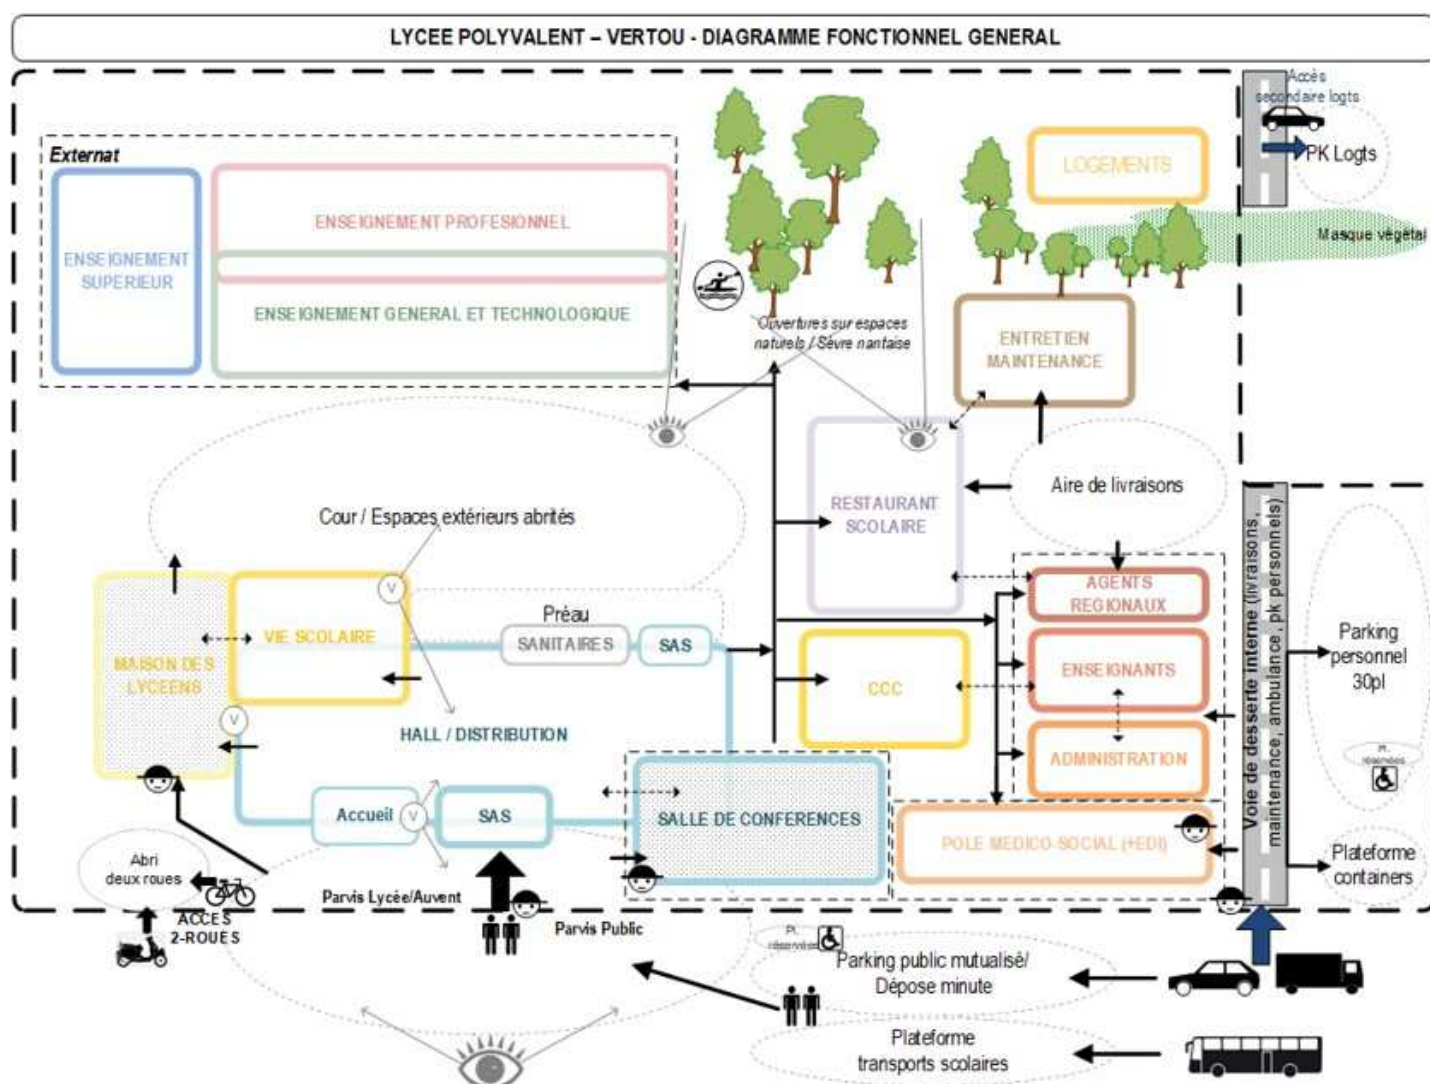 LYCEE POLYVALENT – VERTOU - DIAGRAMME FONCTIONNEL GENERAL
Accès
secondaire logts
PK Logts
Masque végétal
LOGEMENTS
Externat
ENSEIGNEMENT
SUPERIEUR
ENSEIGNEMENT PROFESIONNEL
ENSEIGNEMENT GENERAL ET TECHNOLOGIQUE
Ouvertures sur espaces
naturels / Sèvre nantaise
ENTRETIEN
MAINTENANCE
RESTAURANT
SCOLAIRE
Aire de livraisons
Cour / Espaces extérieurs abrités
V
MAISON DES
LYCEENS
VIE SCOLAIRE
Préau
SANITAIRES
SAS
AGENTS
REGIONAUX
ENSEIGNANTS
CCC
ADMINISTRATION
V
HALL / DISTRIBUTION
Accueil
V
SAS
SALLE DE CONFERENCES
POLE MEDICO-SOCIAL (+EDI)
Voie de desserte interne (livraisons,
maintenance, ambulance, pk personnels)
Parking
personnel
30pl
Pl.
réservées
Plateforme
containers
Abri
deux roues
ACCES
2-ROUES
Parvis Lycée/Auvent
Parvis Public
Pl.
réservées
Parking public mutualisé/
Dépose minute
Plateforme
transports scolaires